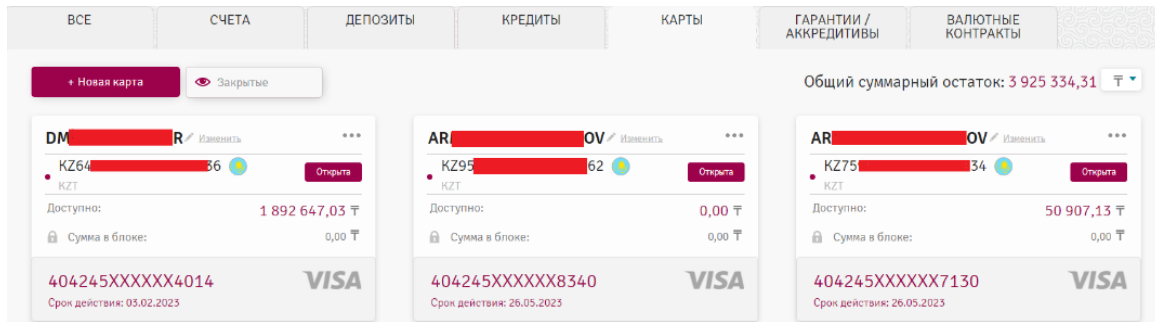 ВСЕ СЧЕТА ДЕПОЗИТЫ КРЕДИТЫ КАРТЫ ГАРАНТИИ / АККРЕДИТИВЫ ВАЛЮТНЫЕ КОНТРАКТЫ
+ Новая карта Закрытые Общий суммарный остаток: 3 925 334,31 ₸
DM R Изменить ••• AR OV Изменить ••• AR OV Изменить •••
KZ64 36 Открыта KZ95 62 Открыта KZ75 34 Открыта
KZT KZT KZT
Доступно: 1 892 647,03 ₸ Доступно: 0,00 ₸ Доступно: 50 907,13 ₸
Сумма в блоке: 0,00 ₸ Сумма в блоке: 0,00 ₸ Сумма в блоке: 0,00 ₸
404245XXXXXX4014 VISA 404245XXXXXX8340 VISA 404245XXXXXX7130 VISA
Срок действия: 03.02.2023 Срок действия: 26.05.2023 Срок действия: 26.05.2023